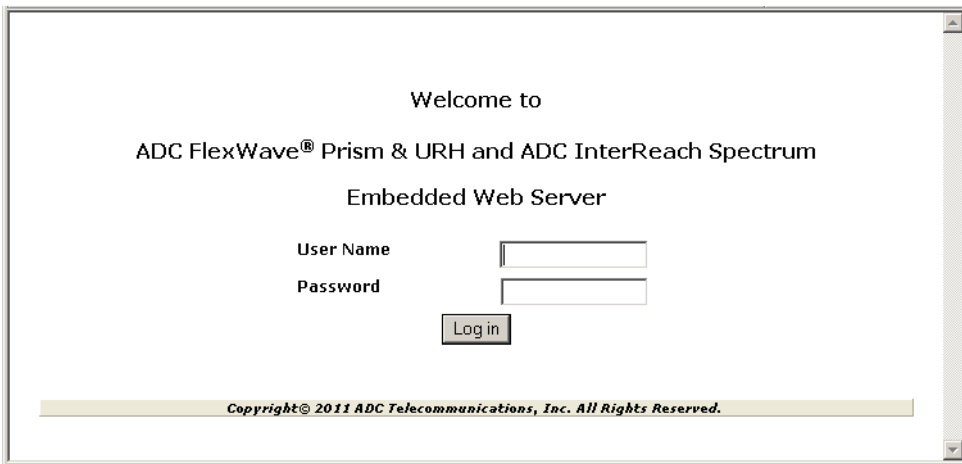 Welcome to
ADC FlexWave® Prism & URH and ADC InterReach Spectrum
Embedded Web Server
User Name
Password
Log in
Copyright© 2011 ADC Telecommunications, Inc. All Rights Reserved.